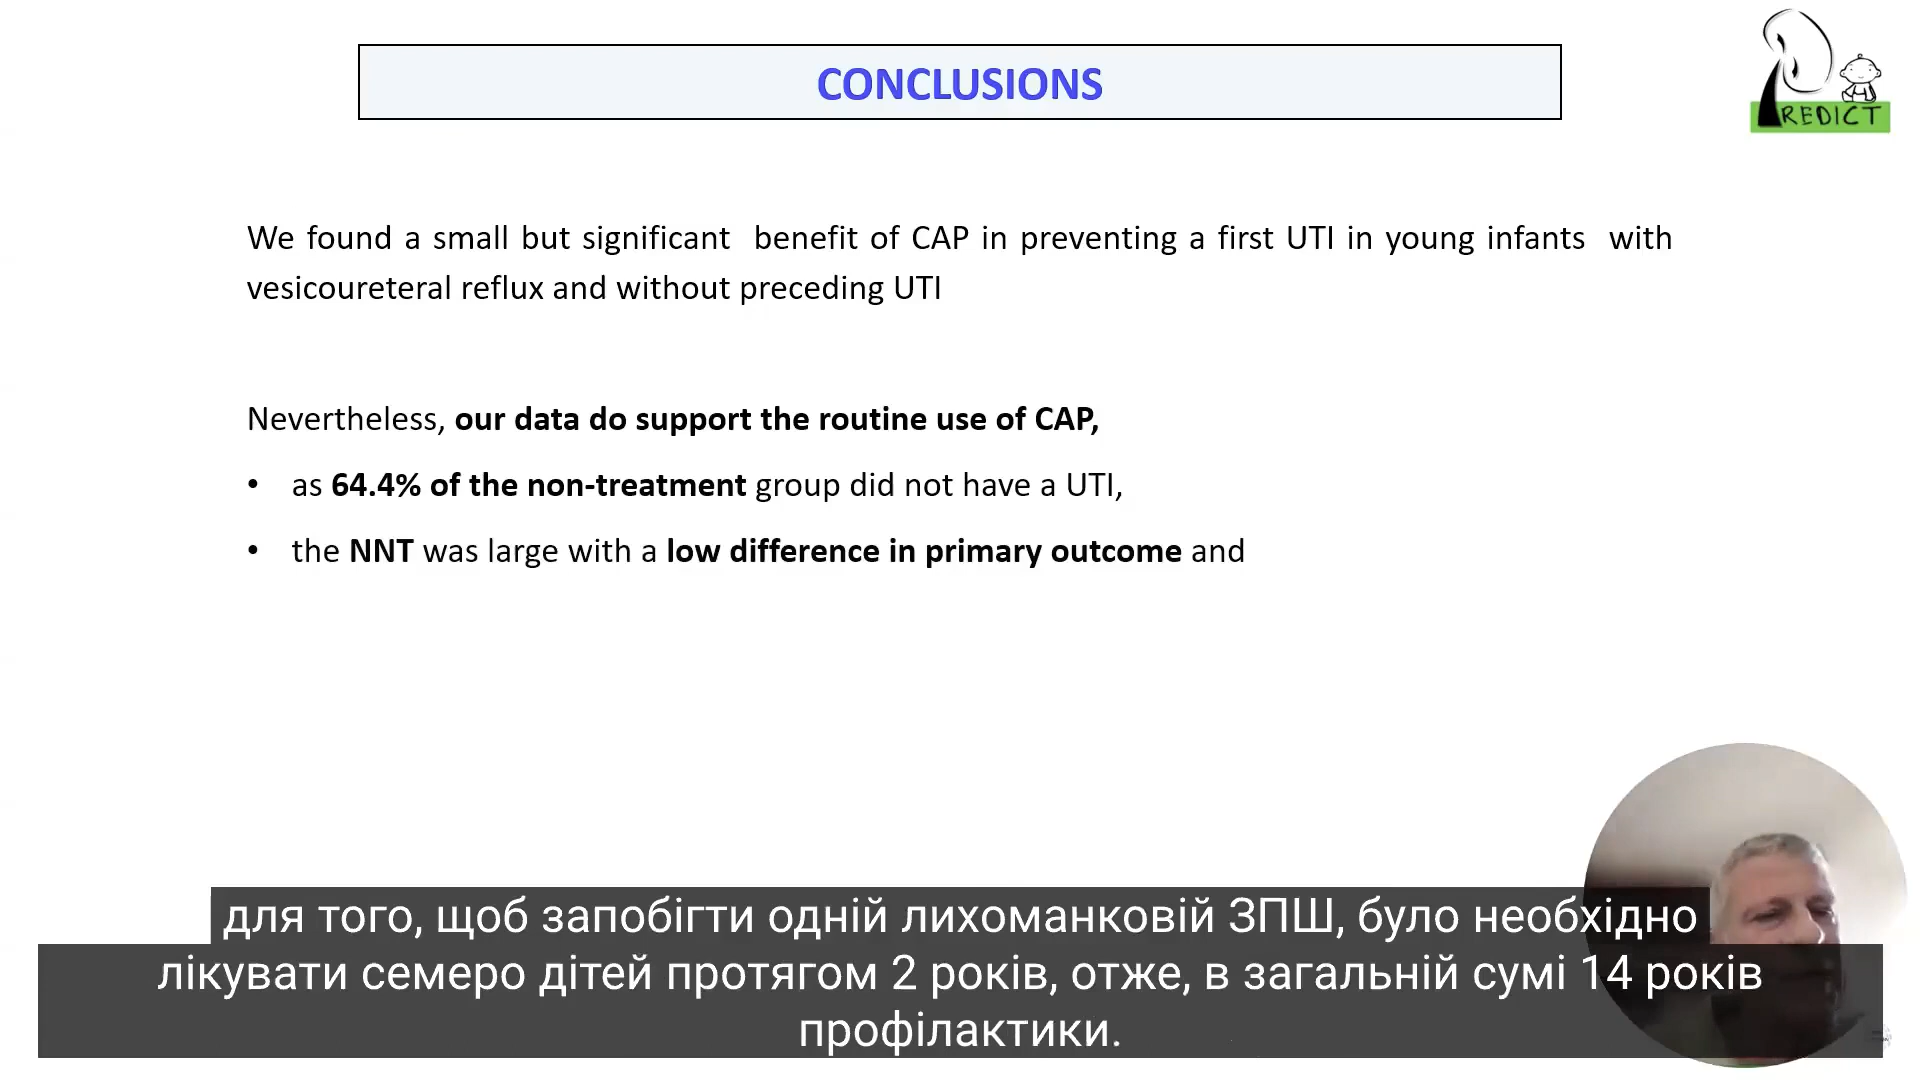 CONCLUSIONS
REDICT
We found a small but significant benefit of CAP in preventing a first UTI in young infants with
vesicoureteral reflux and without preceding UTI
Nevertheless, our data do support the routine use of CAP,
• as 64.4% of the non-treatment group did not have a UTI,
• the NNT was large with a low difference in primary outcome and
для того, щоб запобігти одній лихоманковій ЗПШ, було необхідно
лікувати семеро дітей протягом 2 років, отже, в загальній сумі 14 років
профілактики.